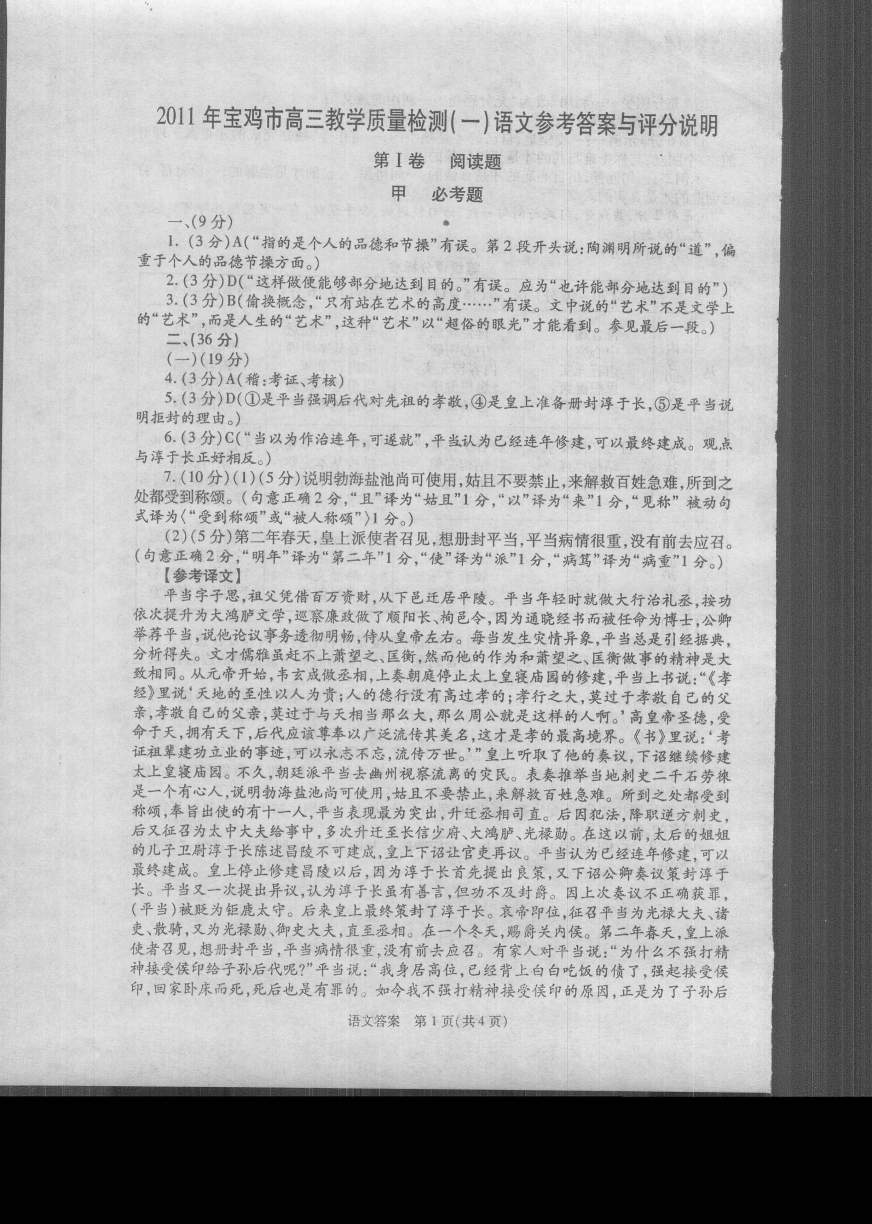 2011 年宝鸡市高三教学质量检测(一)语文参考答案与评分说明
第Ⅰ卷 阅读题
甲 必考题
一、(9分)
1. (3分)A(“指的是个人的品德和节操”有误。第2段开头说:陶渊明所说的“道”,偏
重于个人的品德节操方面。)
2. (3分)D(“这样做便能够部分地达到目的。”有误。应为“也许能部分地达到目的”)
3. (3分)B(偷换概念,“只有站在艺术的高度……”有误。文中说的“艺术”不是文学上
的“艺术”,而是人生的“艺术”,这种“艺术”以“超俗的眼光”才能看到。参见最后一段。)
二、(36分)
(一)(19分)
4. (3分)A(稽:考证、考核)
5. (3分)D(①是平当强调后代对先祖的孝敬,④是皇上准备册封淳于长,⑤是平当说
明拒封的理由。)
6. (3分)C(“当以为作治连年,可遂就”,平当认为已经连年修建,可以最终建成。观点
与淳于长正好相反。)
7. (10分)(1)(5分)说明勃海盐池尚可使用,姑且不要禁止,来解救百姓急难,所到之
处都受到称颂。(句意正确2分,“且”译为“姑且”1分,“以”译为“来”1分,“见称” 被动句
式译为〈“受到称颂”或“被人称颂”〉1分。)
(2)(5分)第二年春天,皇上派使者召见,想册封平当,平当病情很重,没有前去应召。
(句意正确2分,“明年”译为“第二年”1分,“使”译为“派”1分,“病笃”译为“病重”1分。)
【参考译文】
平当字子思,祖父凭借百万资财,从下邑迁居平陵。平当年轻时就做大行治礼丞,按功
依次提升为大鸿胪文学,巡察廉政做了顺阳长、栒邑令,因为通晓经书而被任命为博士,公卿
举荐平当,说他论议事务透彻明畅,侍从皇帝左右。每当发生灾情异象,平当总是引经据典,
分析得失。文才儒雅虽赶不上萧望之、匡衡,然而他的作为和萧望之、匡衡做事的精神是大
致相同。从元帝开始,韦玄成做丞相,上奏朝庭停止太上皇寝庙园的修建,平当上书说:“《孝
经》里说‘天地的至性以人为贵;人的德行没有高过孝的;孝行之大,莫过于孝敬自己的父
亲,孝敬自己的父亲,莫过于与天相当那么大,那么周公就是这样的人啊。’高皇帝圣德,受
命于天,拥有天下,后代应该尊奉以广泛流传其美名,这才是孝的最高境界。《书》里说:‘考
证祖辈建功立业的事迹,可以永志不忘,流传万世。’”皇上听取了他的奏议,下诏继续修建
太上皇寝庙园。不久,朝廷派平当去幽州视察流离的灾民。表奏推举当地刺史二千石劳徕
是一个有心人,说明勃海盐池尚可使用,姑且不要禁止,来解救百姓急难。所到之处都受到
称颂,奉旨出使的有十一人,平当表现最为突出,升迁丞相司直。后因犯法,降职逆方刺史,
后又征召为太中大夫给事中,多次升迁至长信少府、大鸿胪、光禄勋。在这以前,太后的姐姐
的儿子卫尉淳于长陈述昌陵不可建成,皇上下诏让官吏再议。平当认为已经连年修建,可以
最终建成。皇上停止修建昌陵以后,因为淳于长首先提出良策,又下诏公卿奏议策封淳于
长。平当又一次提出异议,认为淳于长虽有善言,但功不及封爵。因上次奏议不正确获罪,
(平当)被贬为钜鹿太守。后来皇上最终策封了淳于长。哀帝即位,征召平当为光禄大夫、诸
吏、散骑,又为光禄勋、御史大夫,直至丞相。在一个冬天,赐爵关内侯。第二年春天,皇上派
使者召见,想册封平当,平当病情很重,没有前去应召。有家人对平当说:“为什么不强打精
神接受侯印给子孙后代呢?”平当说:“我身居高位,已经背上白白吃饭的债了,强起接受侯
印,回家卧床而死,死后也是有罪的。如今我不强打精神接受侯印的原因,正是为了子孙后
语文答案 第1页(共4页)